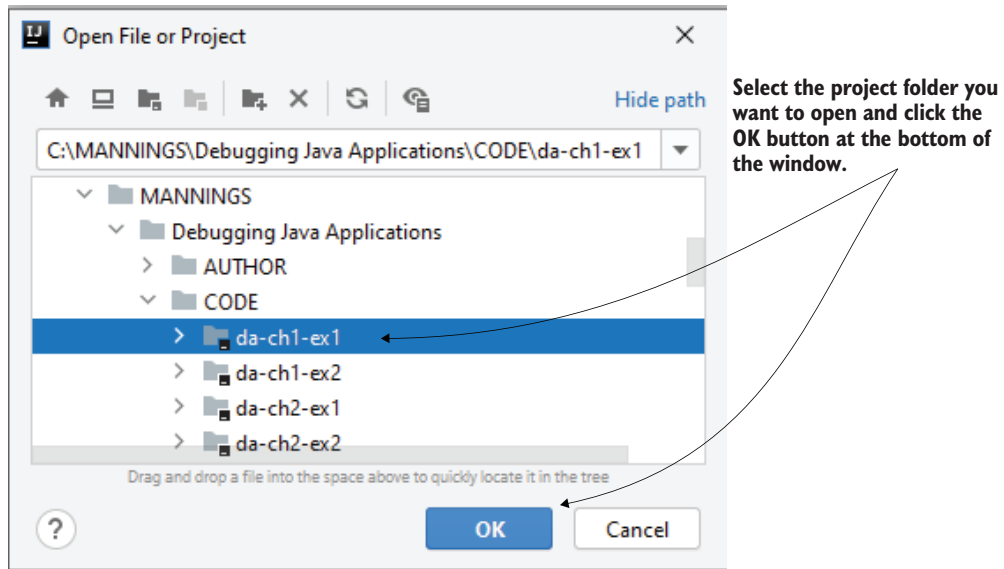 IJ
Open File or Project
Hide path
C:\MANNINGS\Debugging Java Applications\CODE\da-ch1-ex1
MANNINGS
Debugging Java Applications
AUTHOR
CODE
da-ch1-ex1
da-ch1-ex2
da-ch2-ex1
da-ch2-ex2
Drag and drop a file into the space above to quickly locate it in the tree
?
OK
Cancel
Select the project folder you
want to open and click the
OK button at the bottom of
the window.